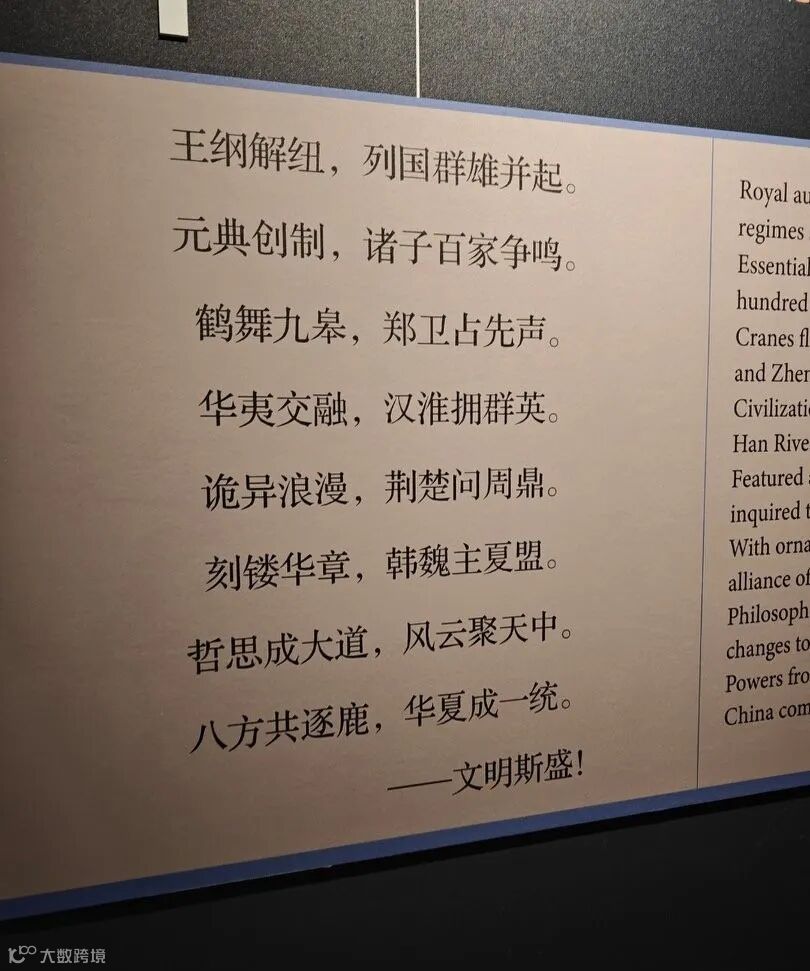 王纲解纽，列国群雄并起。
元典创制，诸子百家争鸣。
鹤舞九皋，郑卫占先声。
华夷交融，汉淮拥群英。
诡异浪漫，荆楚问周鼎。
刻镂华章，韩魏主夏盟。
哲思成大道，风云聚天中。
八方共逐鹿，华夏成一统。
——文明斯盛！
Royal au
regimes
Essential
hundred
Cranes fl
and Zhen
Civilizati
Han Rive
Featured
inquired t
With orna
alliance of
Philosoph
changes to
Powers fro
China com
大数跨境